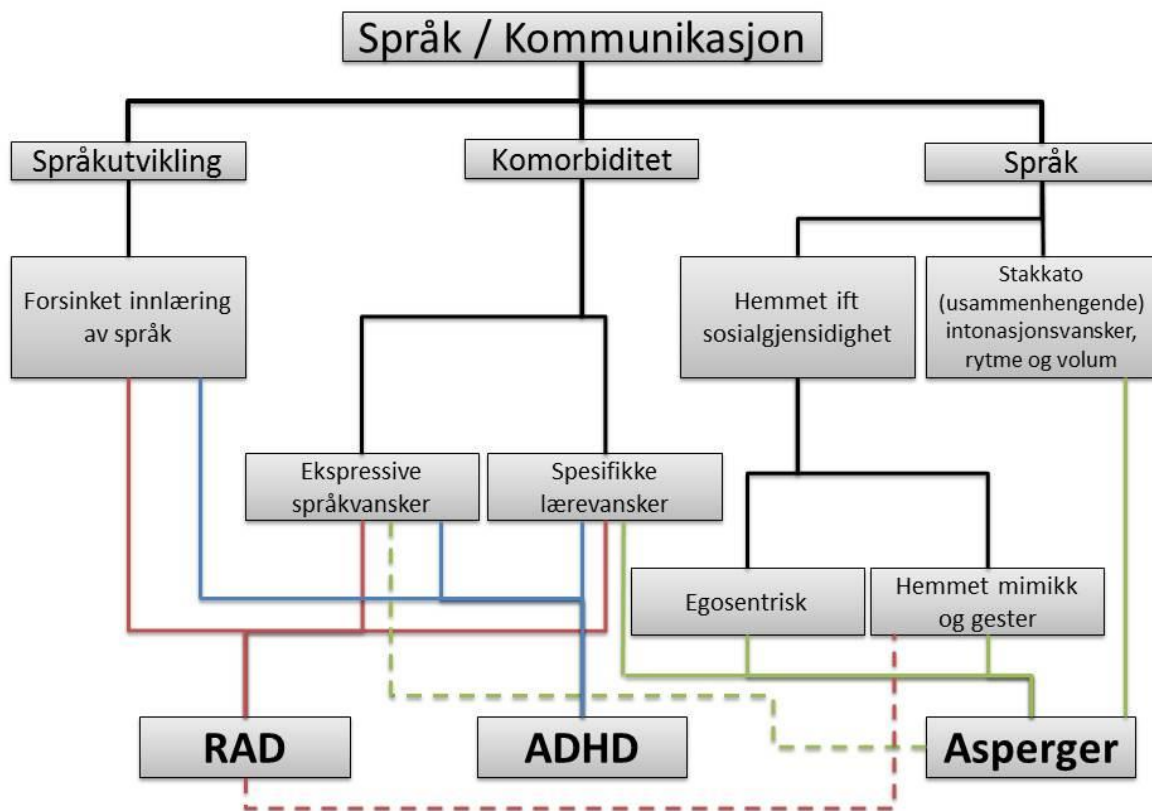 Språk / Kommunikasjon
Språkutvikling
Komorbiditet
Språk
Forsinket innlæring
av språk
Hemmet ift
sosialgjensidighet
Stakkato
(usammenhengende)
intonasjonsvansker,
rytme og volum
Ekspressive
språkvansker
Spesifikke
lærevansker
Egosentrisk
Hemmet mimikk
og gester
RAD
ADHD
Asperger